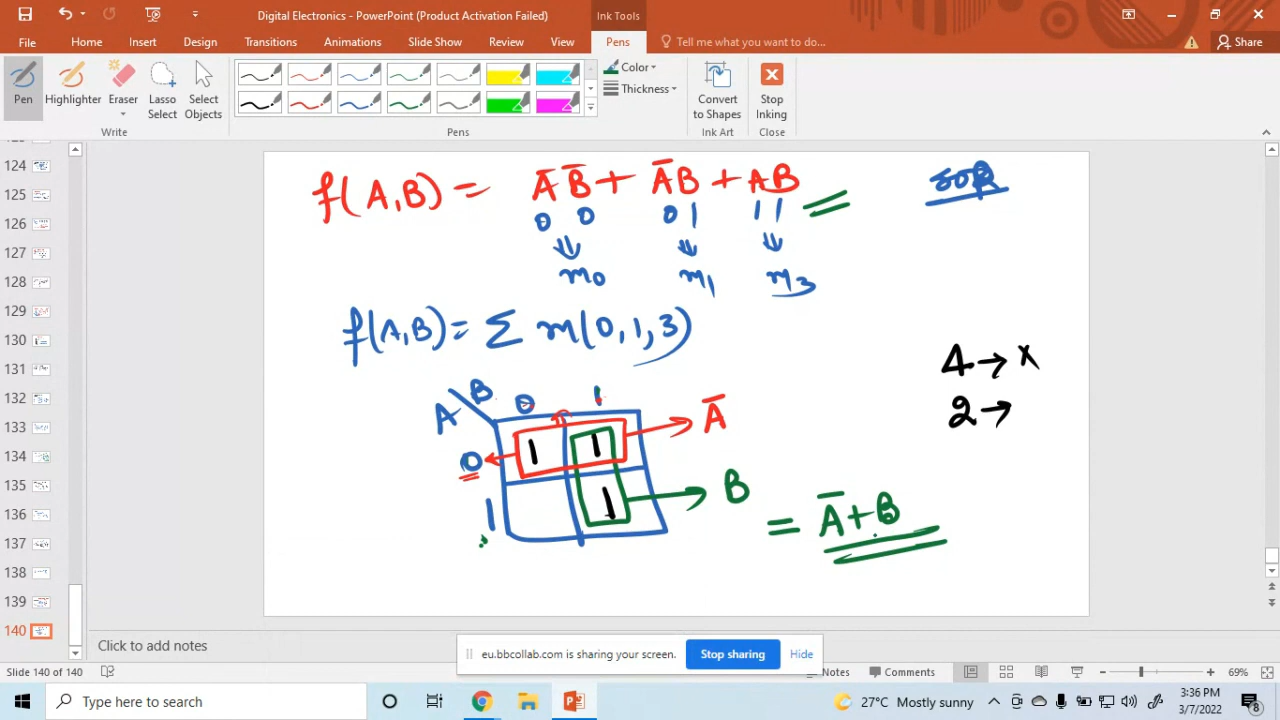 Digital Electronics - PowerPoint (Product Activation Failed)
Ink Tools
File Home Insert Design Transitions Animations Slide Show Review View Pens Tell me what you want to do... Share
Pen Highlighter Eraser Lasso Select Select Objects
Color
Thickness
Convert to Shapes
Stop Inking
Write Pens Ink Art Close
124
125
126
127
128
129
130
131
132
133
134
135
136
137
138
139
140
f(A,B) = A̅ B̅ + A̅ B + AB
SOP
0 0 0 1 1 1
m0 m1 m3
f(A,B) = Σ m(0,1,3)
4 → x
2 →
A B 0 1
0 1 1 → A̅
1 1 → B
= A̅ + B
Click to add notes
eu.bbcollab.com is sharing your screen. Stop sharing Hide
Slide 140 of 140 Notes Comments 69%
Type here to search
27°C Mostly sunny
3:36 PM
3/7/2022
8